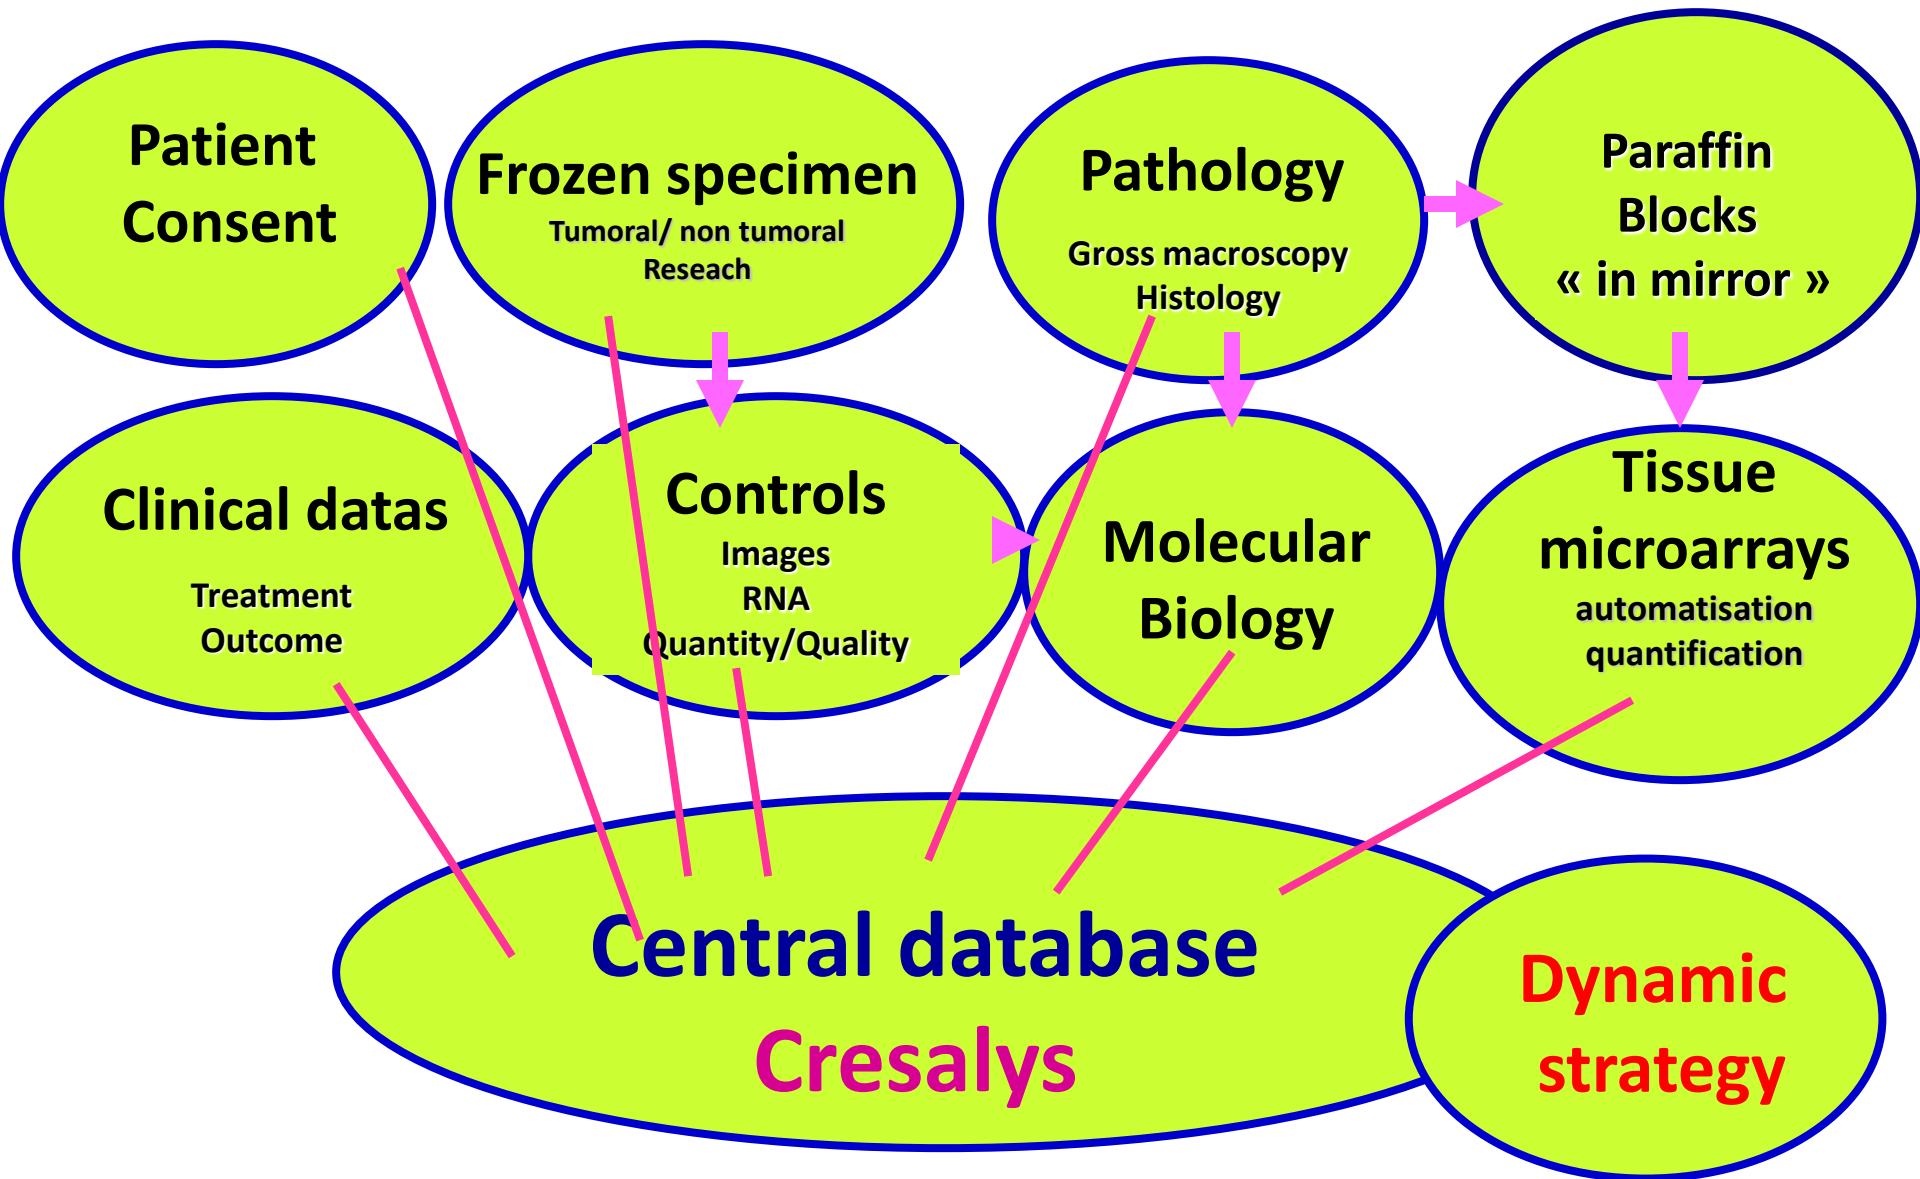 Patient
Consent
Frozen specimen
Tumoral/ non tumoral
Reseach
Pathology
Gross macroscopy
Histology
Paraffin
Blocks
« in mirror »
Clinical datas
Treatment
Outcome
Controls
Images
RNA
Quantity/Quality
Molecular
Biology
Tissue
microarrays
automatisation
quantification
Central database
Cresalys
Dynamic
strategy